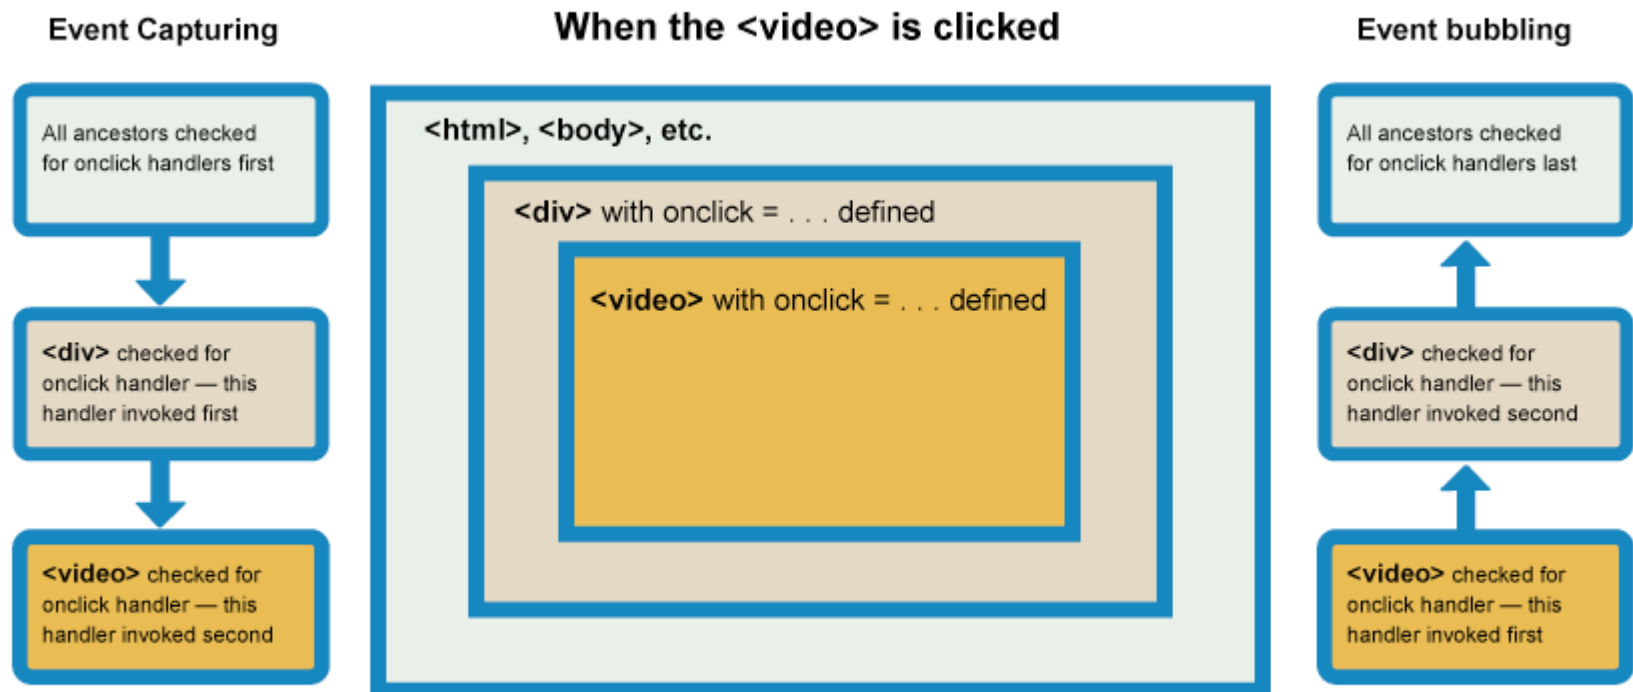 Event Capturing
When the <video> is clicked
Event bubbling
All ancestors checked
for onclick handlers first
<div> checked for
onclick handler — this
handler invoked first
<video> checked for
onclick handler — this
handler invoked second
<html>, <body>, etc.
<div> with onclick = . . . defined
<video> with onclick = . . . defined
All ancestors checked
for onclick handlers last
<div> checked for
onclick handler — this
handler invoked second
<video> checked for
onclick handler — this
handler invoked first